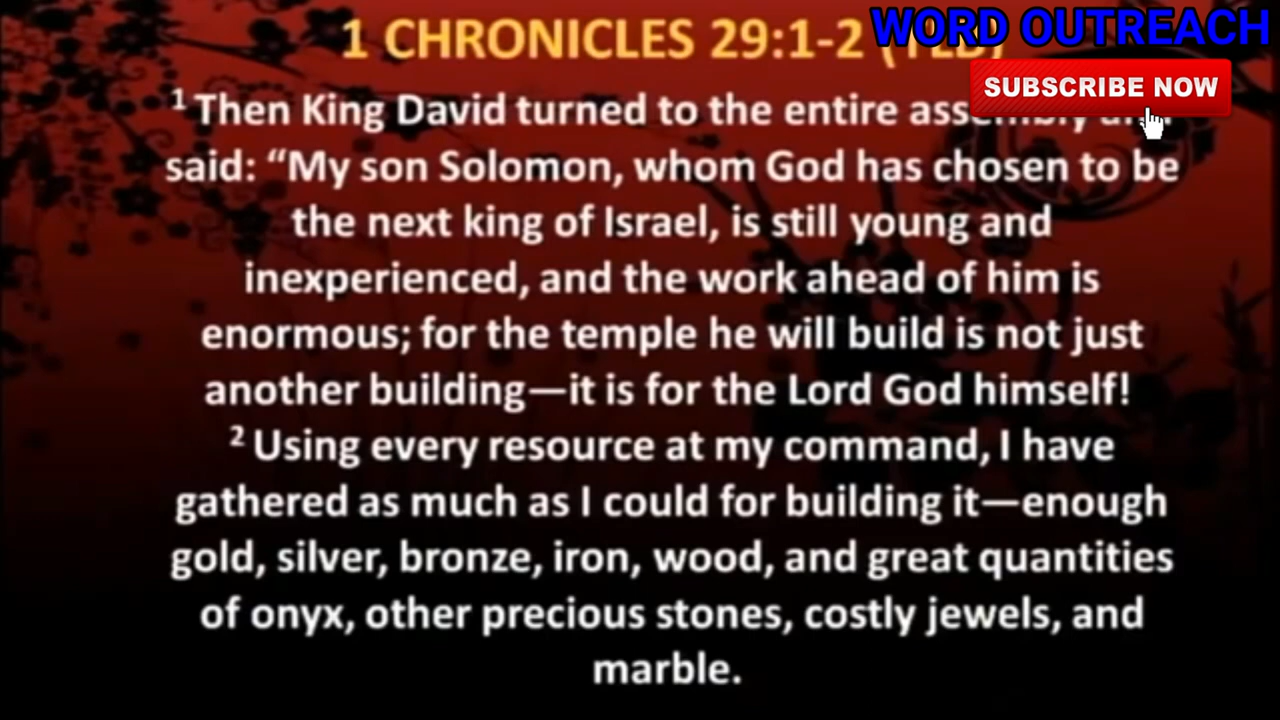 1 CHRONICLES 29:1-2
WORD OUTREACH
SUBSCRIBE NOW
1 Then King David turned to the entire
said: “My son Solomon, whom God has chosen to be
the next king of Israel, is still young and
inexperienced, and the work ahead of him is
enormous; for the temple he will build is not just
another building—it is for the Lord God himself!
2 Using every resource at my command, I have
gathered as much as I could for building it—enough
gold, silver, bronze, iron, wood, and great quantities
of onyx, other precious stones, costly jewels, and
marble.